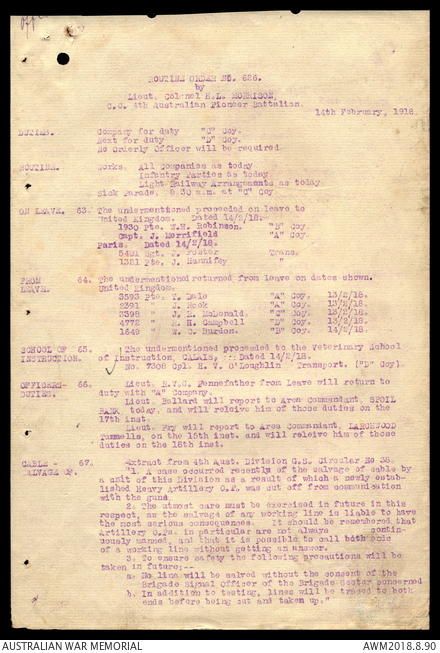 ROUTINE ORDER NO. 626.
by
Lieut. Colonel H.L. MORRISON,
C.O. 4th Australian Pioneer Battalion.
14th February, 1918.
DUTIES. Company for duty "C" Coy.
Next for duty "D" Coy.
No Orderly Officer will be required
ROUTINE. Works. All Companies as today
Infantry Parties as today
Light Railway Arrangements as today
Sick Parade. 8.30 a.m. at "C" Coy
ON LEAVE. 63. The undermentioned proceeded on leave to
United Kingdom. Dated 14/2/18.
1930 Pte. W.H. Robinson. "B" Coy
Capt. J. Merrifield "A" Coy.
Paris. Dated 14/2/18.
5401 Sgt. J. Foster Trans.
1321 Pte. J. "
FROM 64. The undermentioned returned from leave on dates shown.
LEAVE. United Kingdom.
3593 Pte. T. Dale "A" Coy. 13/2/18.
2391 " I. "A" Coy. 13/2/18.
3398 " J. R. McDonald. "C" Coy. 13/2/18.
4772 " R. H. Campbell "D" Coy 13/2/18.
1649 " W. C. Burdon. "B" Coy. 14/2/18.
SCHOOL OF 65. The undermentioned proceeded to the Veterinary School
INSTRUCTION. of Instruction, CALAIS, Dated 14/2/18.
No. 7308 Cpl. H. V. O'Loughlin Transport. ("D" Coy).
OFFICERS- 66. Lieut. R.V.C. Pennefather from Leave will return to
DUTIES. duty with "A" Company.
Lieut. Ballard will report to Area Commandant, SPOIL
BANK today, and will releive him of those duties on the
17th inst.
Lieut. Fry will report to Area Commandant, LARCHWOOD
Tunnells, on the 15th inst. and will releive him of those
duties on the 18th inst.
CABLE - 67. Extract from 4th Aust. Division G.S. Circular No 38.
SALVAGE OF. "1. A case occurred recently of the salvage of cable by
a unit of this Division as a result of which a newly estab-
lished Heavy Artillery O.P. was cut off from communication
with the guns.
2. The utmost care must be exercised in future in this
respect, as the salvage of any working line is liable to have
the most serious consequences. It should be remembered that
Artillery O.Ps. in particular are not always contin-
uously manned, and that it is possible to call both ends
of a working line without getting an answer.
3. To ensure safety the following precautions will be
taken in future;--
a. No line will be salved without the consent of the
Brigade Signal Officer of the Brigade Sector concerned
b. In addition to testing, lines will be traced to both
ends before being cut and taken up."
AUSTRALIAN WAR MEMORIAL AWM2018.8.90